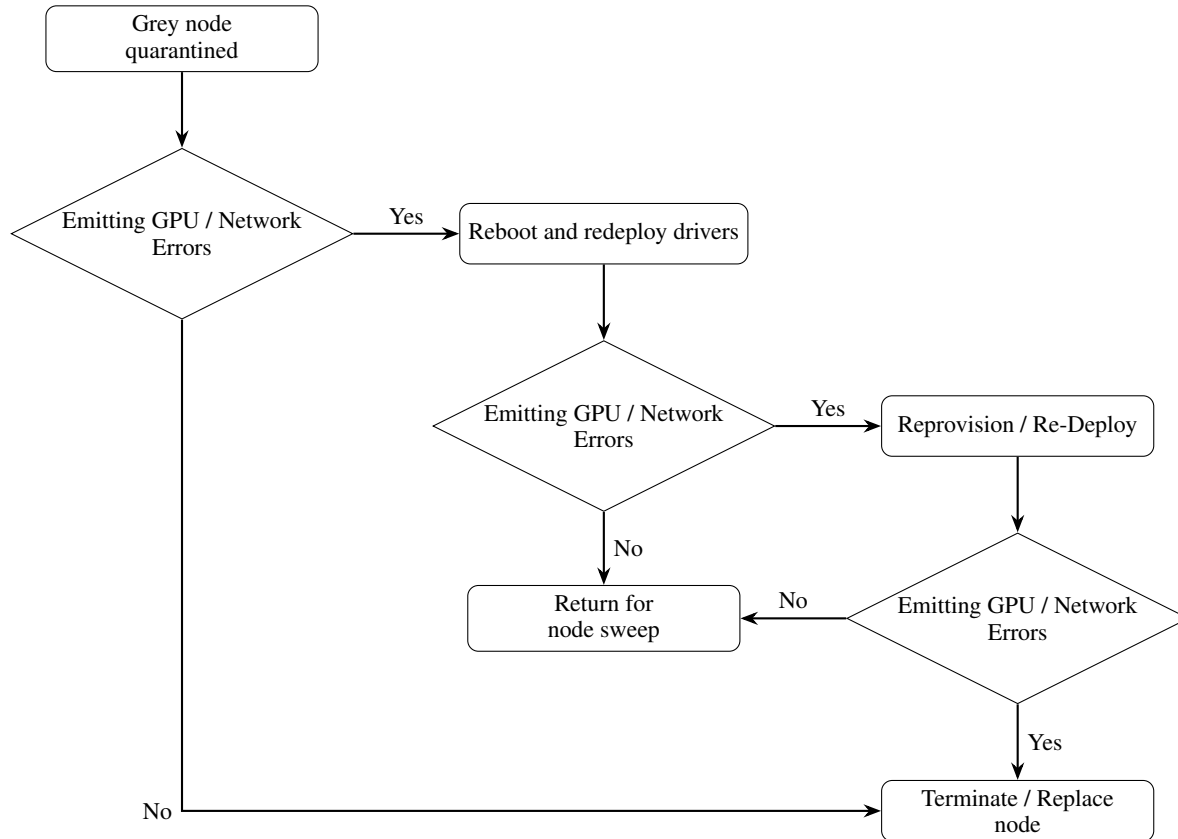 Grey node
quarantined
Emitting GPU / Network
Errors
Yes
Reboot and redeploy drivers
Emitting GPU / Network
Errors
Yes
Reprovision / Re-Deploy
No
Return for
node sweep
No
Emitting GPU / Network
Errors
Yes
No
Terminate / Replace
node